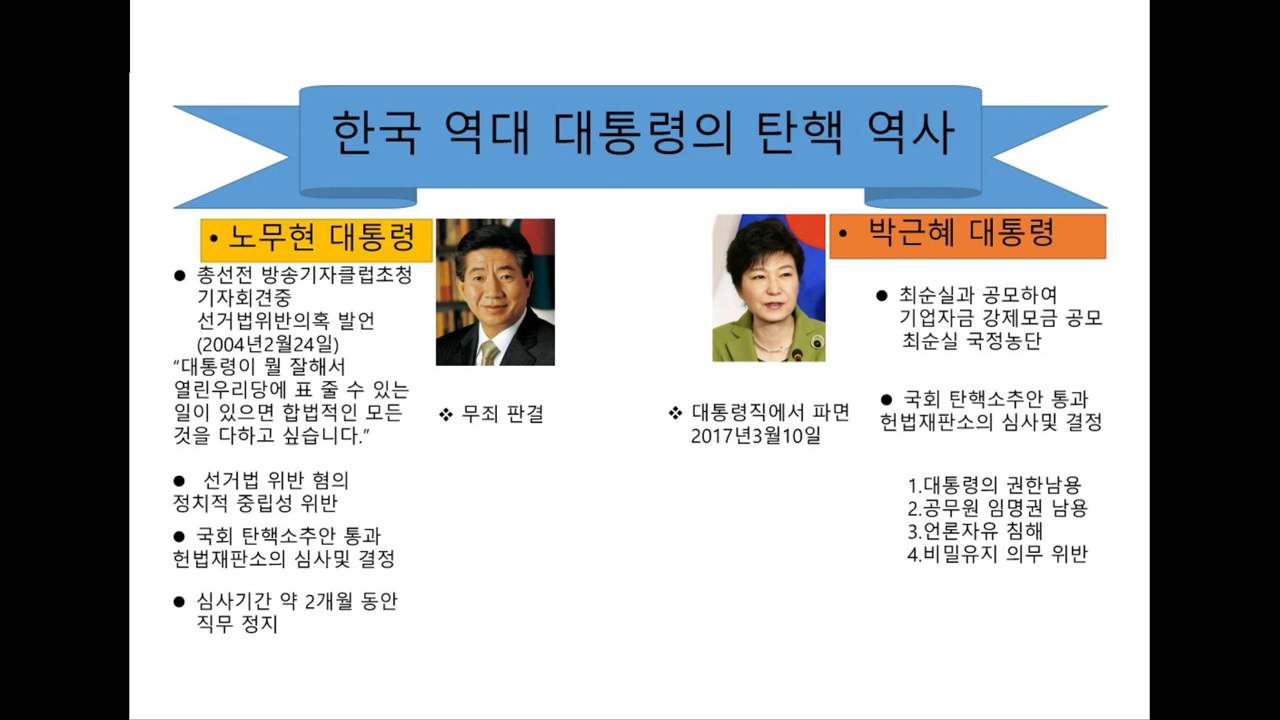 한국 역대 대통령의 탄핵 역사
• 노무현 대통령
● 총선전 방송기자클럽초청
기자회견중
선거법위반의혹 발언
(2004년2월24일)
“대통령이 뭘 잘해서
열린우리당에 표 줄 수 있는
일이 있으면 합법적인 모든
것을 다하고 싶습니다.”
● 선거법 위반 혐의
정치적 중립성 위반
● 국회 탄핵소추안 통과
헌법재판소의 심사및 결정
● 심사기간 약 2개월 동안
직무 정지
❖ 무죄 판결
• 박근혜 대통령
● 최순실과 공모하여
기업자금 강제모금 공모
최순실 국정농단
❖ 대통령직에서 파면
2017년3월10일
● 국회 탄핵소추안 통과
헌법재판소의 심사및 결정
1.대통령의 권한남용
2.공무원 임명권 남용
3.언론자유 침해
4.비밀유지 의무 위반